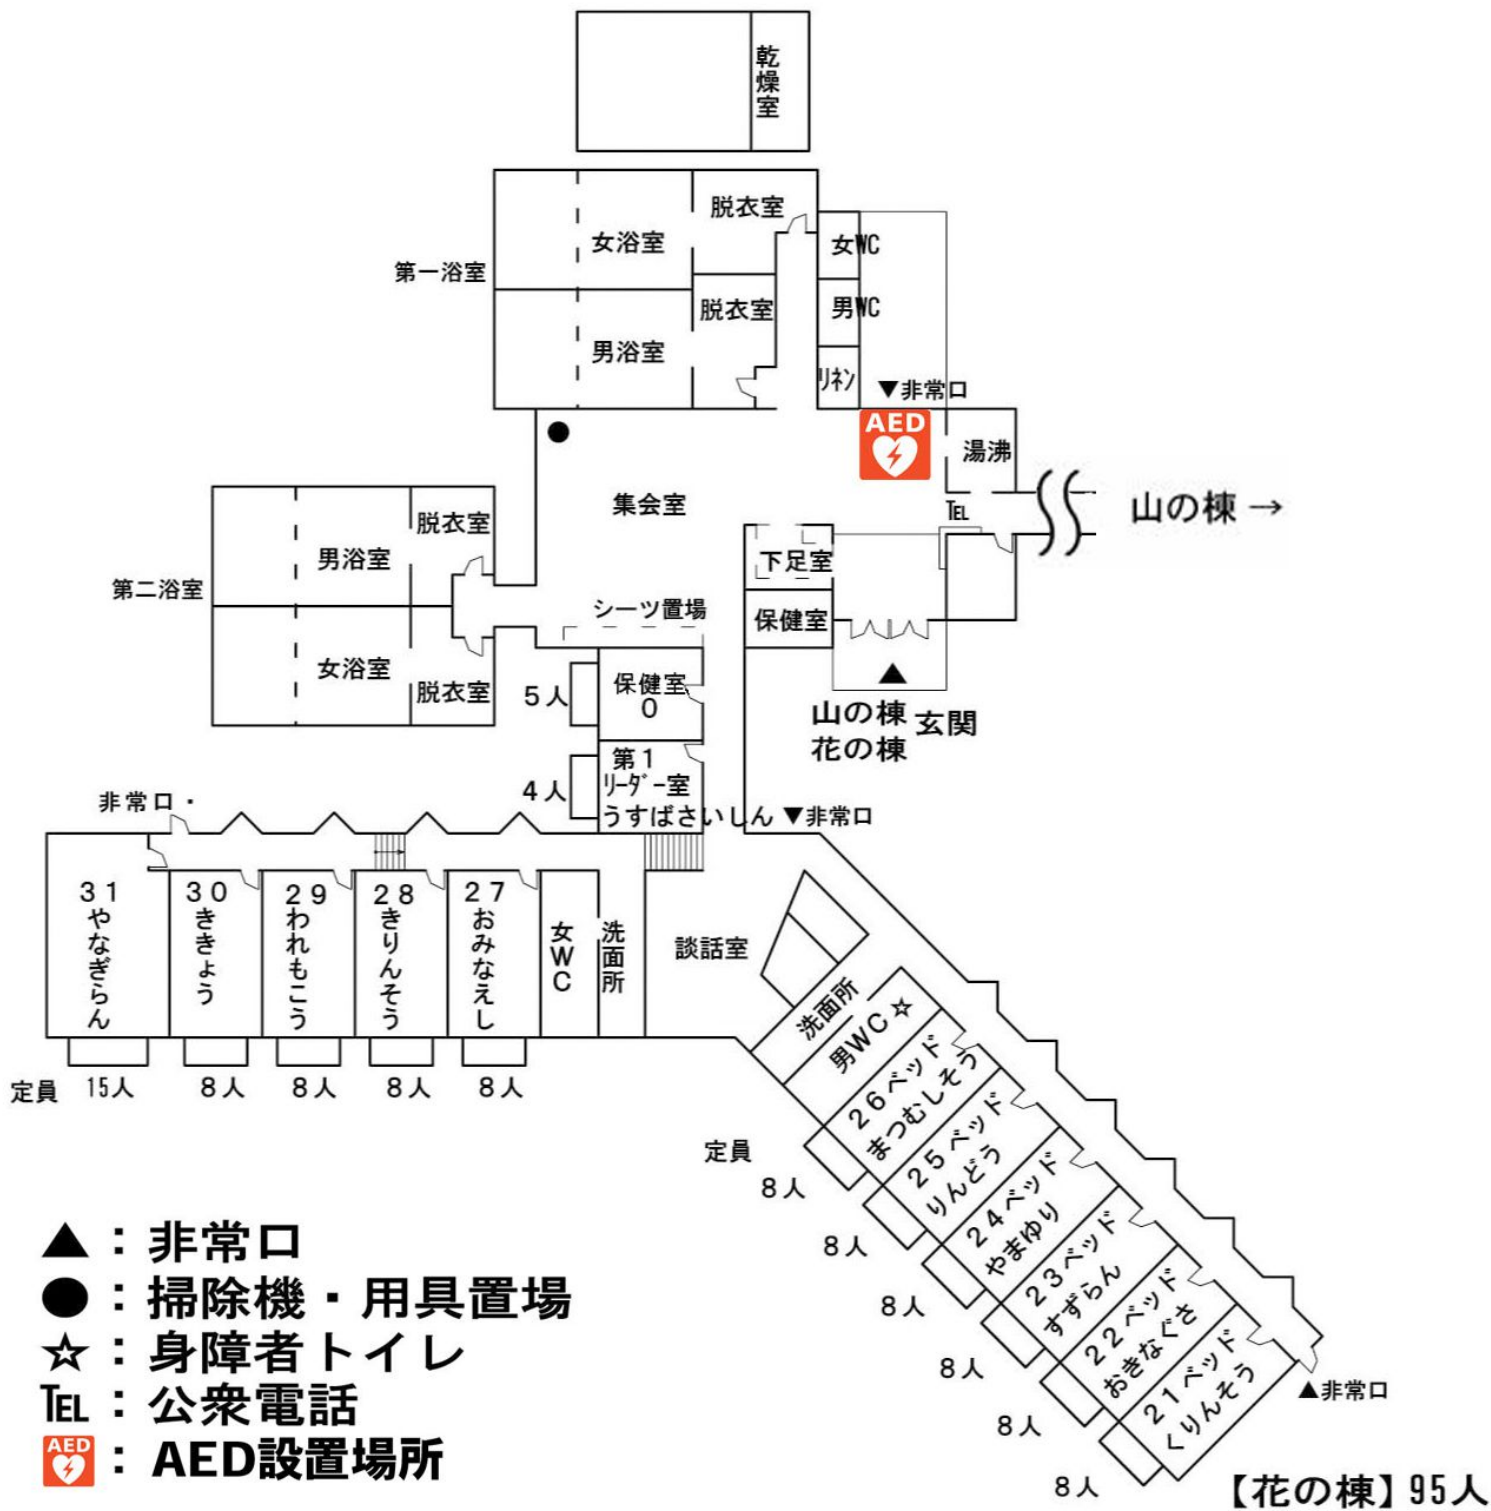 乾燥室
脱衣室
女浴室
女WC
第一浴室
脱衣室
男WC
男浴室
リネン
▼非常口
AED
湯沸
脱衣室
集会室
TEL
山の棟 →
男浴室
下足室
第二浴室
シーツ置場
保健室
女浴室
脱衣室
5人
保健室
0
山の棟
花の棟
玄関
第1
リーダー室
うすばさいしん
4人
▼非常口
非常口・
31
やなぎらん
30
ききょう
29
われもこう
28
きりんそう
27
おみなえし
女WC
洗面所
談話室
洗面所
男WC ☆
26ベッド
まつむしそう
25ベッド
りんどう
24ベッド
やまゆり
23ベッド
すずらん
22ベッド
おきなぐさ
21ベッド
くりんそう
定員 15人 8人 8人 8人 8人
定員
8人
8人
8人
8人
8人
8人
▲非常口
▲:非常口
●:掃除機・用具置場
☆:身障者トイレ
TEL:公衆電話
AED:AED設置場所
【花の棟】95人